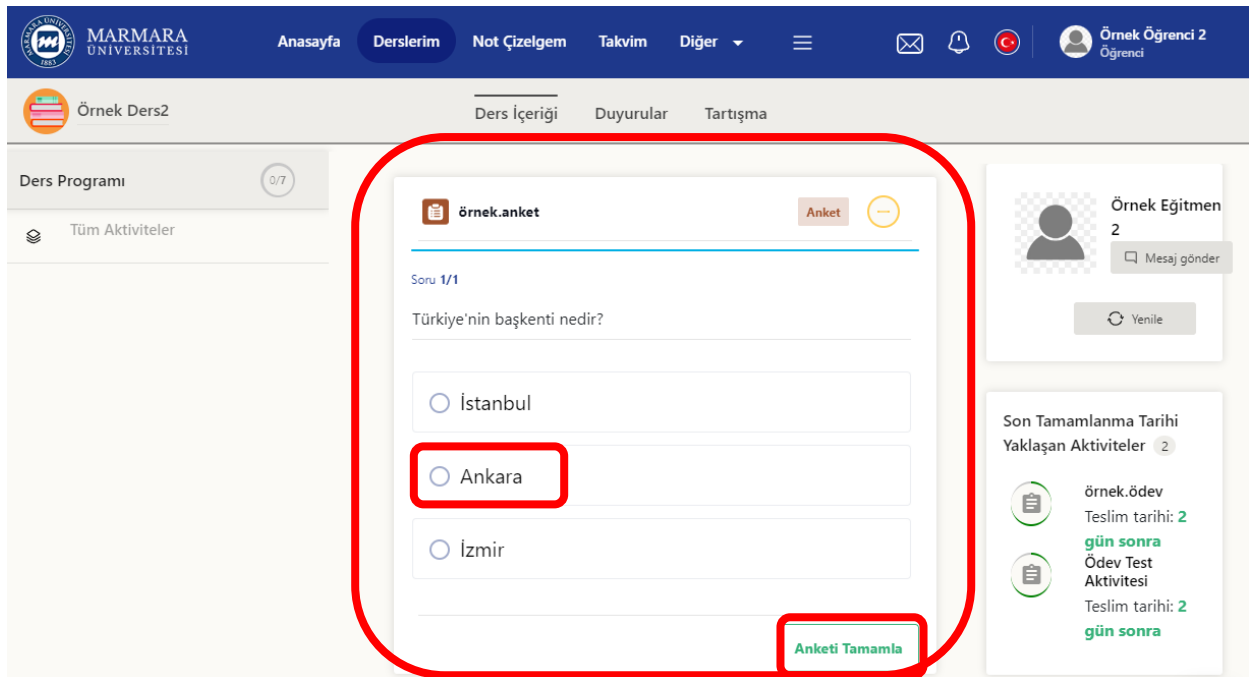 MARMARA
ÜNİVERSİTESİ
Anasayfa
Derslerim
Not Çizelgem
Takvim
Diğer
Örnek Öğrenci 2
Öğrenci
Örnek Ders2
Ders İçeriği
Duyurular
Tartışma
Ders Programı
0/7
Tüm Aktiviteler
örnek.anket
Anket
Soru 1/1
Türkiye'nin başkenti nedir?
İstanbul
Ankara
İzmir
Anketi Tamamla
Örnek Eğitmen
2
Mesaj gönder
Yenile
Son Tamamlanma Tarihi
Yaklaşan Aktiviteler 2
örnek.ödev
Teslim tarihi: 2
gün sonra
Ödev Test
Aktivitesi
Teslim tarihi: 2
gün sonra